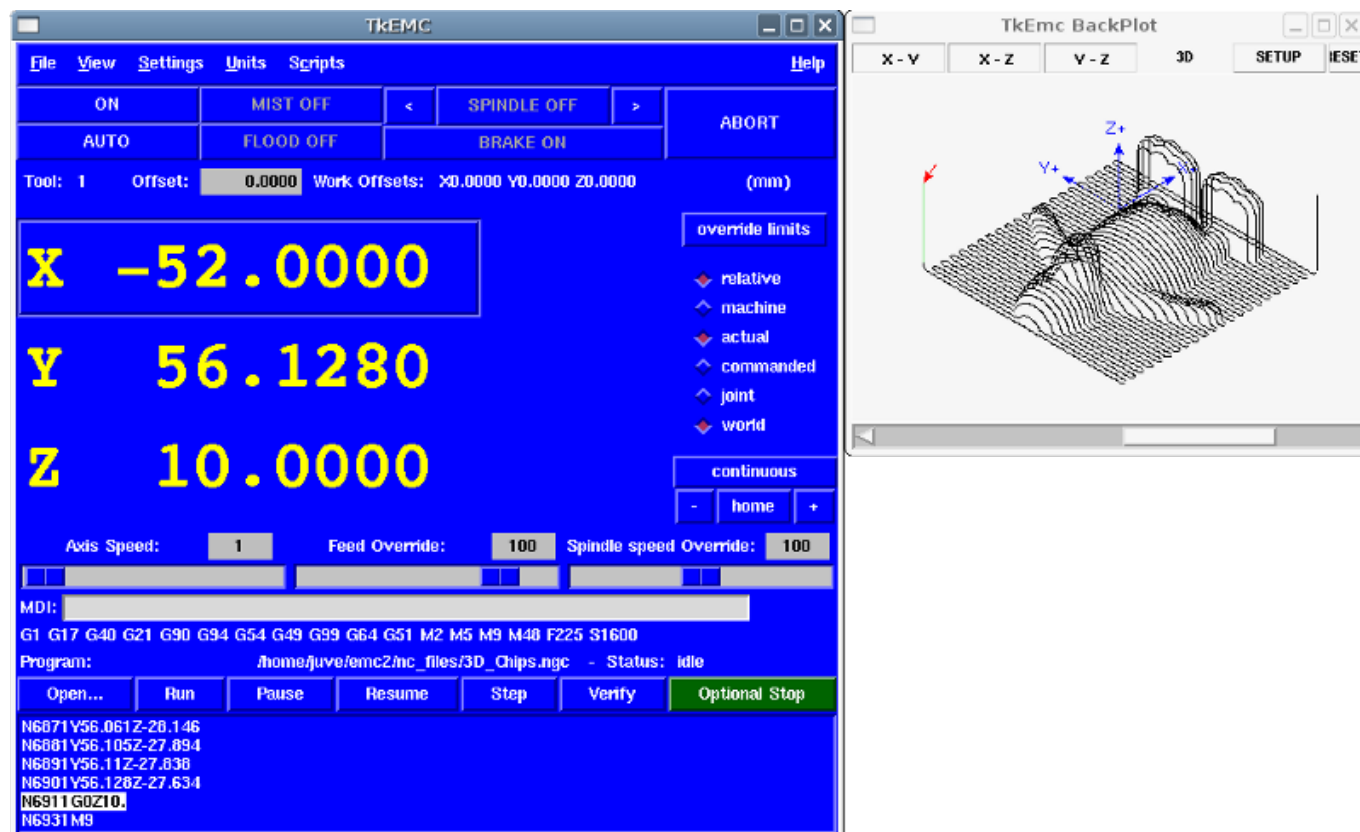 TkEMC
File View Settings Units Scripts Help
ON MIST OFF < SPINDLE OFF > ABORT
AUTO FLOOD OFF BRAKE ON
Tool: 1 Offset: 0.0000 Work Offsets: X0.0000 Y0.0000 Z0.0000 (mm)
override limits
X -52.0000
relative
machine
actual
Y 56.1280
commanded
joint
world
Z 10.0000
continuous
- home +
Axis Speed: 1 Feed Override: 100 Spindle speed Override: 100
MDI:
G1 G17 G40 G21 G90 G94 G54 G49 G99 G64 G51 M2 M5 M9 M48 F225 S1600
Program: /home/juve/emc2/nc_files/3D_Chips.ngc - Status: idle
Open... Run Pause Resume Step Verify Optional Stop
N6871Y56.061Z-28.146
N6881Y56.105Z-27.894
N6891Y56.11Z-27.838
N6901Y56.128Z-27.634
N6911G0Z10.
N6931M9
TkEmc BackPlot
X - Y X - Z Y - Z 3D SETUP RESET
Z+
Y+
X+